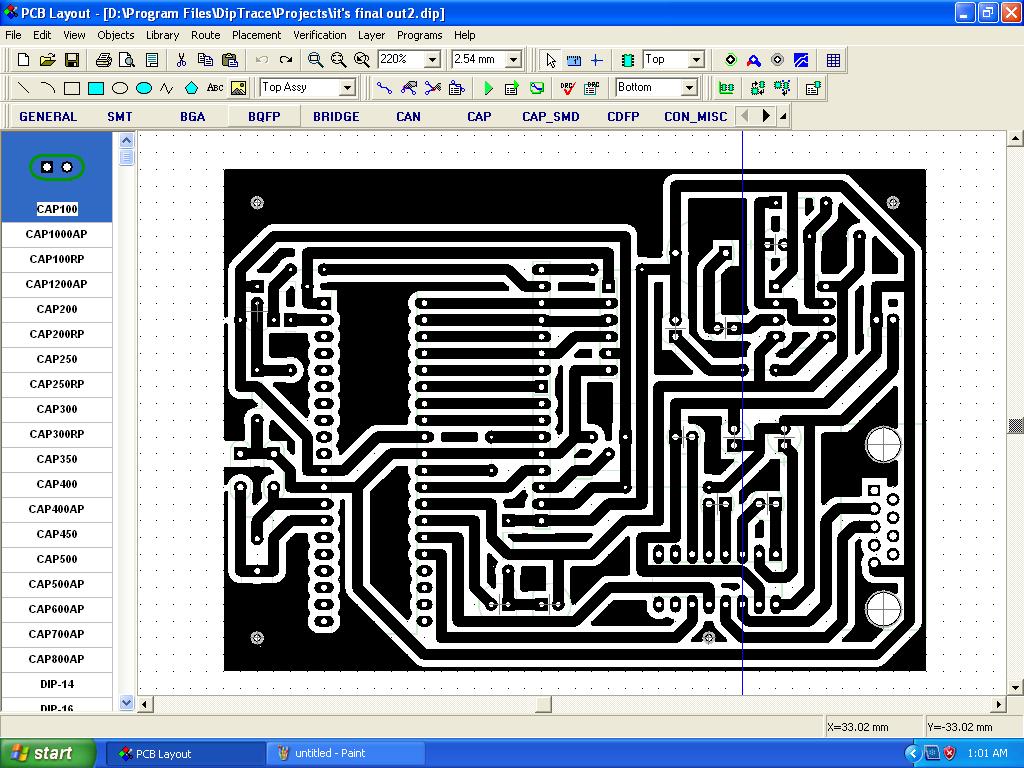 PCB Layout - [D:\Program Files\DipTrace\Projects\it's final out2.dip]
File Edit View Objects Library Route Placement Verification Layer Programs Help
220% 2.54 mm Top
Abc Top Assy DRC DRC Bottom
GENERAL SMT BGA BQFP BRIDGE CAN CAP CAP_SMD CDFP CON_MISC
CAP100
CAP1000AP
CAP100RP
CAP1200AP
CAP200
CAP200RP
CAP250
CAP250RP
CAP300
CAP300RP
CAP350
CAP400
CAP400AP
CAP450
CAP500
CAP500AP
CAP600AP
CAP700AP
CAP800AP
DIP-14
DIP-16
X=33.02 mm Y=-33.02 mm
start PCB Layout untitled - Paint 1:01 AM